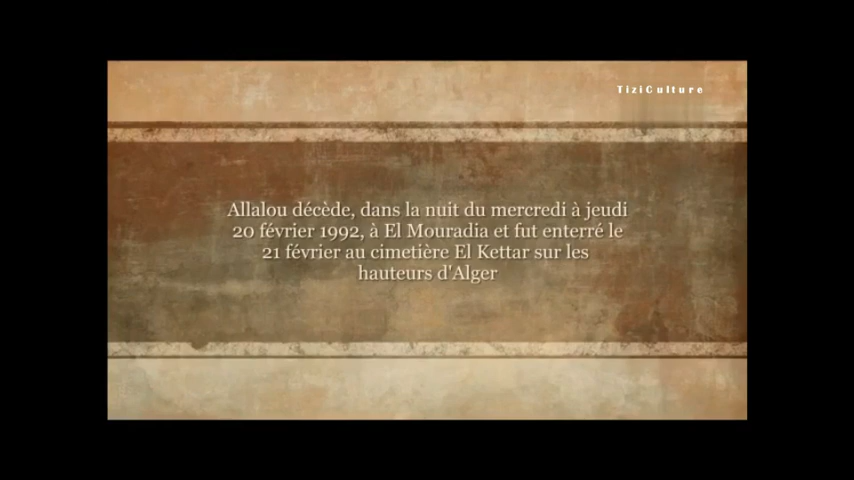 TiziCulture
Allalou décède, dans la nuit du mercredi à jeudi
20 février 1992, à El Mouradia et fut enterré le
21 février au cimetière El Kettar sur les
hauteurs d'Alger